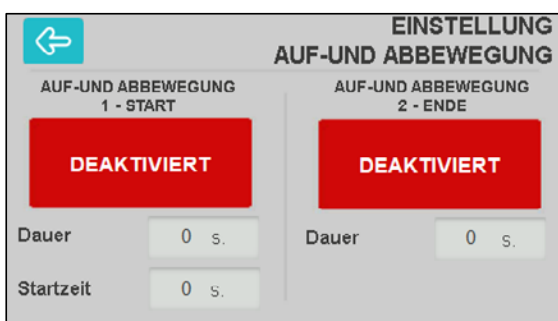 EINSTELLUNG
AUF-UND ABBEWEGUNG
AUF-UND ABBEWEGUNG
1 - START
DEAKTIVIERT
Dauer 0 s.
Startzeit 0 s.
AUF-UND ABBEWEGUNG
2 - ENDE
DEAKTIVIERT
Dauer 0 s.